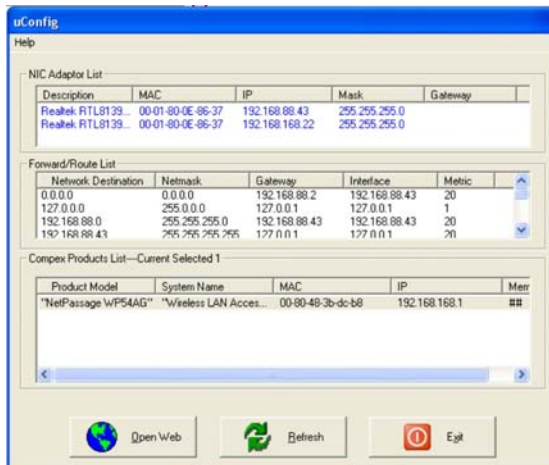 uConfig
Help
NIC Adaptor List
Description MAC IP Mask Gateway
Realtek RTL8139... 00-01-80-0E-86-37 192.168.88.43 255.255.255.0
Realtek RTL8139... 00-01-80-0E-86-37 192.168.168.22 255.255.255.0
Forward/Route List
Network Destination Netmask Gateway Interface Metric
0.0.0.0 0.0.0.0 192.168.88.2 192.168.88.43 20
127.0.0.0 255.0.0.0 127.0.0.1 127.0.0.1 1
192.168.88.0 255.255.255.0 192.168.88.43 192.168.88.43 20
192.168.88.43 255.255.255.255 127.0.0.1 127.0.0.1 20
Compex Products List---Current Selected 1
Product Model System Name MAC IP Mem
"NetPassage WP54AG" "Wireless LAN Acces... 00-80-48-3b-dc-b8 192.168.168.1 ##
Open Web Refresh Exit